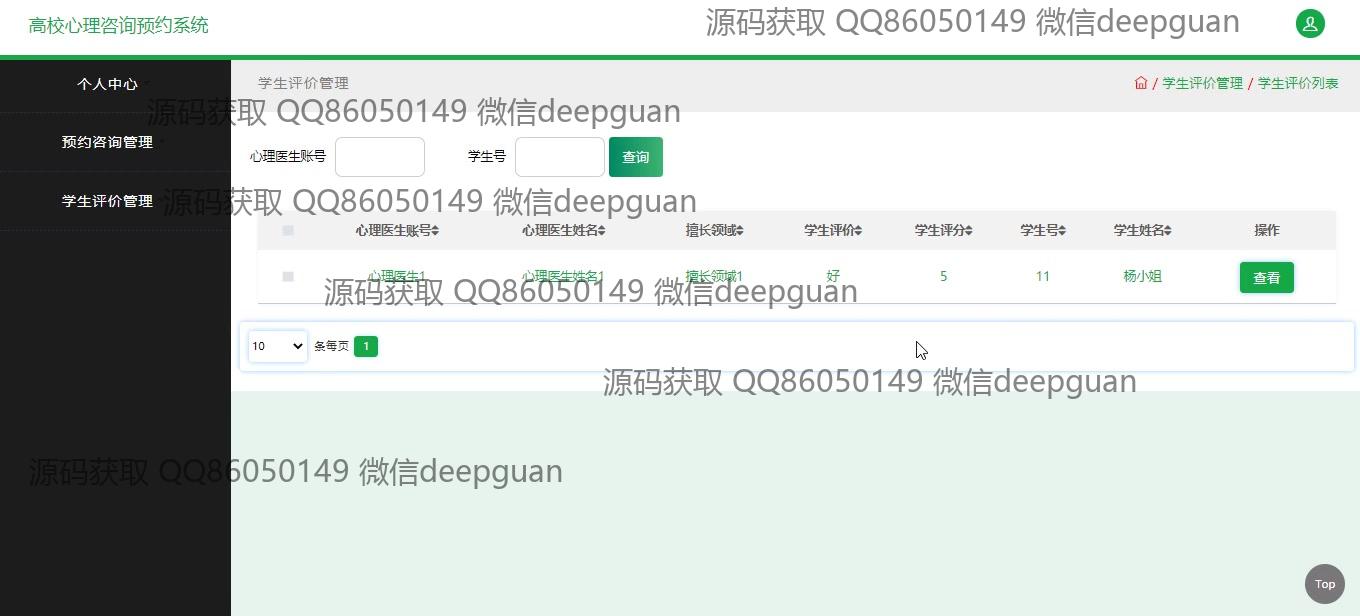 高校心理咨询预约系统
源码获取 QQ86050149 微信deepguan
个人中心
学生评价管理
/ 学生评价管理 / 学生评价列表
源码获取 QQ86050149 微信deepguan
预约咨询管理
心理医生账号
学生号
查询
学生评价管理
源码获取 QQ86050149 微信deepguan
心理医生账号 心理医生姓名 擅长领域 学生评价 学生评分 学生号 学生姓名 操作
心理医生1 心理医生姓名1 擅长领域1 好 5 11 杨小姐 查看
源码获取 QQ86050149 微信deepguan
10 条每页 1
源码获取 QQ86050149 微信deepguan
源码获取 QQ86050149 微信deepguan
Top